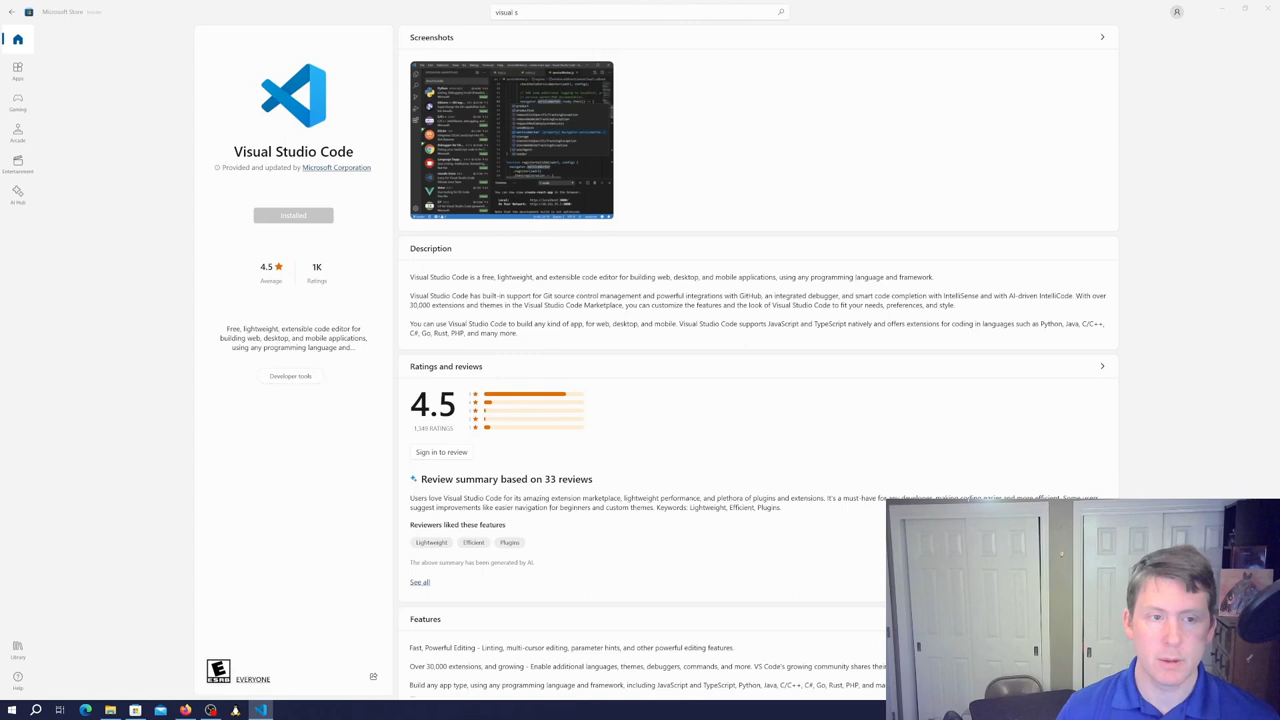 Microsoft Store
visual s
Apps
Gaming
Arcade
Entertainment
AI Hub
Library
Help
Visual Studio Code
Provided and updated by Microsoft Corporation
Installed
4.5
Average
1K
Ratings
Free, lightweight, extensible code editor for
building web, desktop, and mobile applications,
using any programming language and...
Developer tools
EVERYONE
Screenshots
Description
Visual Studio Code is a free, lightweight, and extensible code editor for building web, desktop, and mobile applications, using any programming language and framework.
Visual Studio Code has built-in support for Git source control management and powerful integrations with GitHub, an integrated debugger, and smart code completion with IntelliSense and with AI-driven IntelliCode. With over
30,000 extensions and themes in the Visual Studio Code Marketplace, you can customize the features and the look of Visual Studio Code to fit your needs, preferences, and style.
You can use Visual Studio Code to build any kind of app, for web, desktop, and mobile. Visual Studio Code supports JavaScript and TypeScript natively and offers extensions for coding in languages such as Python, Java, C/C++,
C#, Go, Rust, PHP, and many more.
Ratings and reviews
4.5
1,349 RATINGS
Sign in to review
Review summary based on 33 reviews
Users love Visual Studio Code for its amazing extension marketplace, lightweight performance, and plethora of plugins and extensions. It's a must-have for any developer, making coding easier and more efficient. Some users
suggest improvements like easier navigation for beginners and custom themes. Keywords: Lightweight, Efficient, Plugins.
Reviewers liked these features
Lightweight
Efficient
Plugins
The above summary has been generated by AI.
See all
Features
Fast, Powerful Editing - Linting, multi-cursor editing, parameter hints, and other powerful editing features.
Over 30,000 extensions, and growing - Enable additional languages, themes, debuggers, commands, and more. VS Code's growing community shares their
Build any app type, using any programming language and framework, including JavaScript and TypeScript, Python, Java, C/C++, C#, Go, Rust, PHP, and